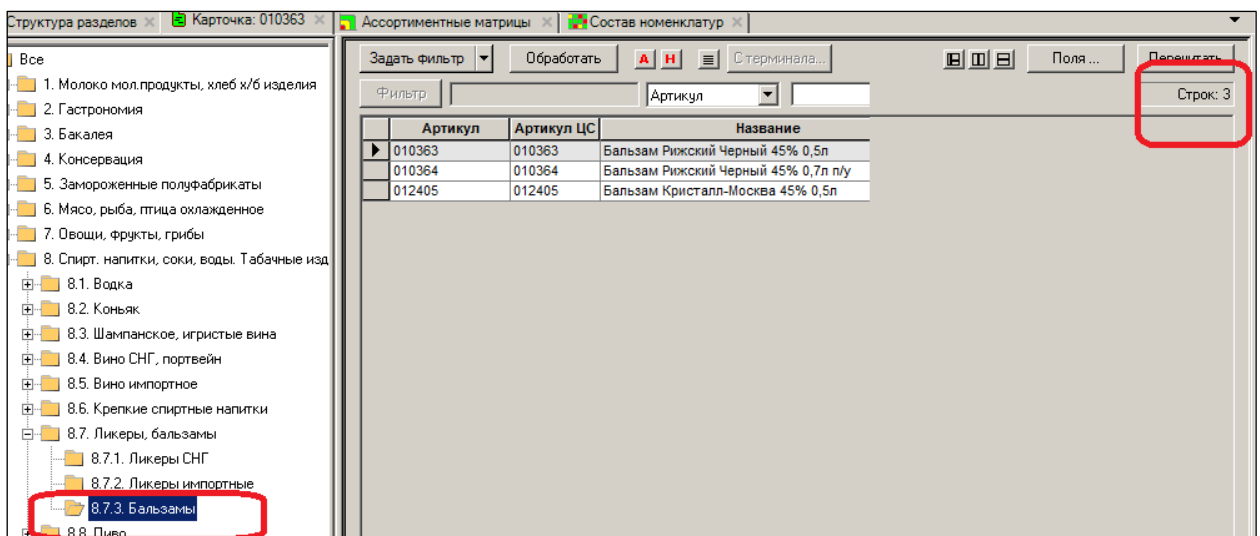 Структура разделов Карточка: 010363 Ассортиментные матрицы Состав номенклатур
Все
1. Молоко мол.продукты, хлеб х/б изделия
2. Гастрономия
3. Бакалея
4. Консервация
5. Замороженные полуфабрикаты
6. Мясо, рыба, птица охлажденное
7. Овощи, фрукты, грибы
8. Спирт. напитки, соки, воды. Табачные изд
8.1. Водка
8.2. Коньяк
8.3. Шампанское, игристые вина
8.4. Вино СНГ, портвейн
8.5. Вино импортное
8.6. Крепкие спиртные напитки
8.7. Ликеры, бальзамы
8.7.1. Ликеры СНГ
8.7.2. Ликеры импортные
8.7.3. Бальзамы
8.8. Пиво
Задать фильтр Обработать А Н С терминала... Поля ... Перечитать
Фильтр Артикул Строк: 3
Артикул Артикул ЦС Название
010363 010363 Бальзам Рижский Черный 45% 0,5л
010364 010364 Бальзам Рижский Черный 45% 0,7л п/у
012405 012405 Бальзам Кристалл-Москва 45% 0,5л